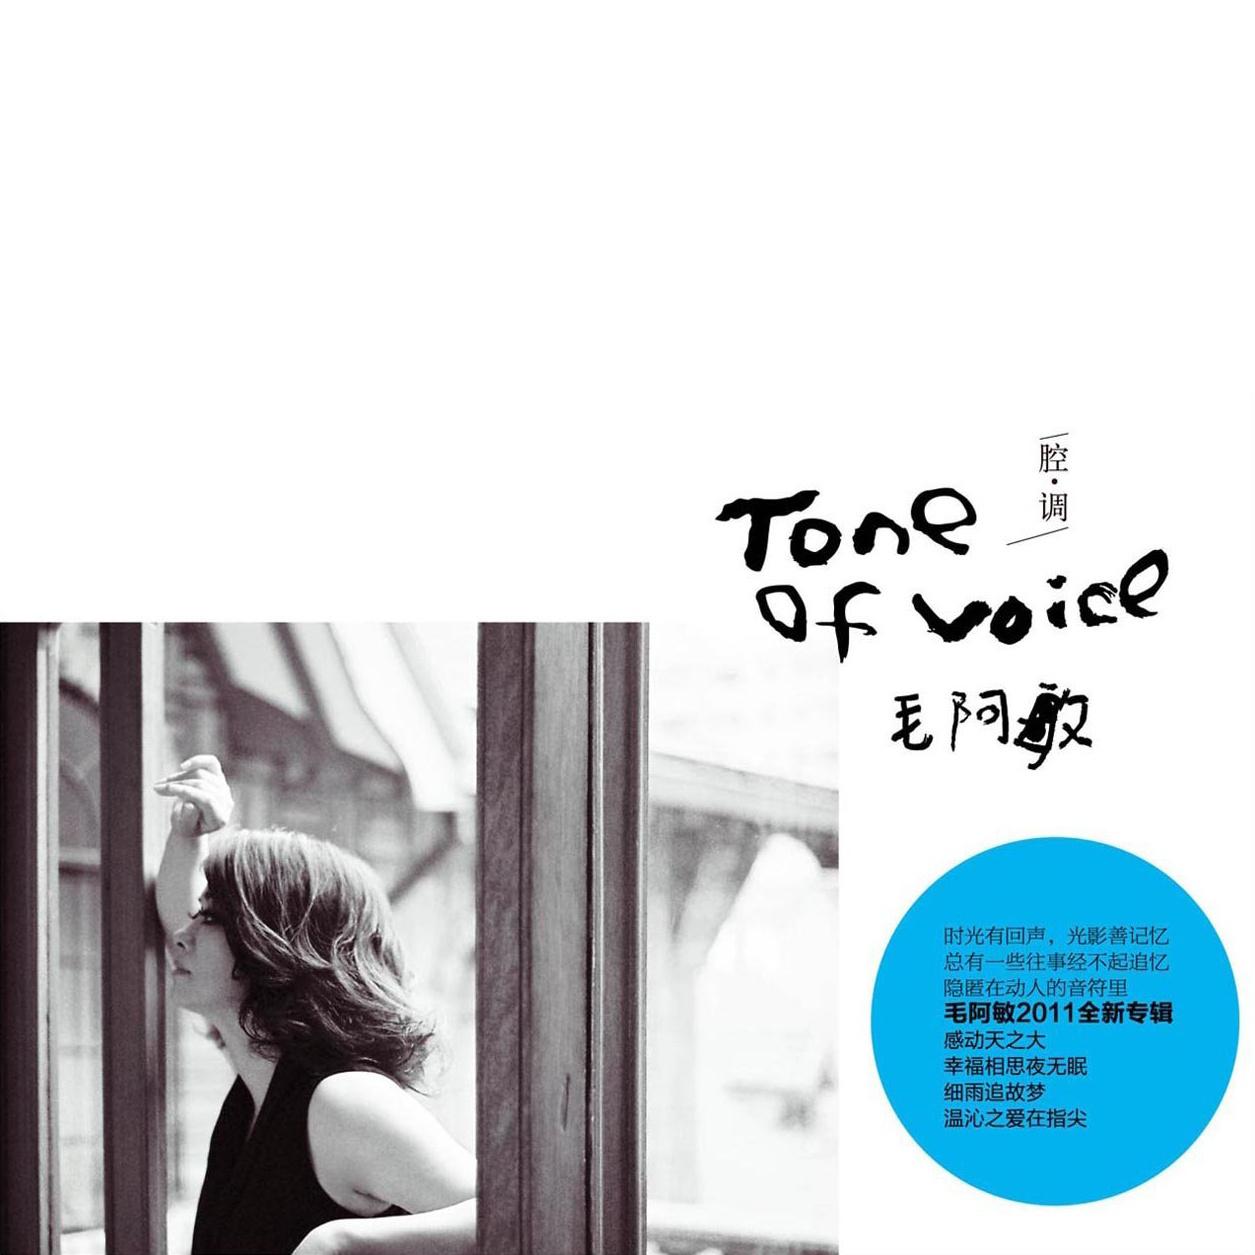 腔·调
Tone
Of voice
毛阿敏
时光有回声，光影善记忆
总有一些往事经不起追忆
隐匿在动人的音符里
毛阿敏2011全新专辑
感动天之大
幸福相思夜无眠
细雨追故梦
温沁之爱在指尖